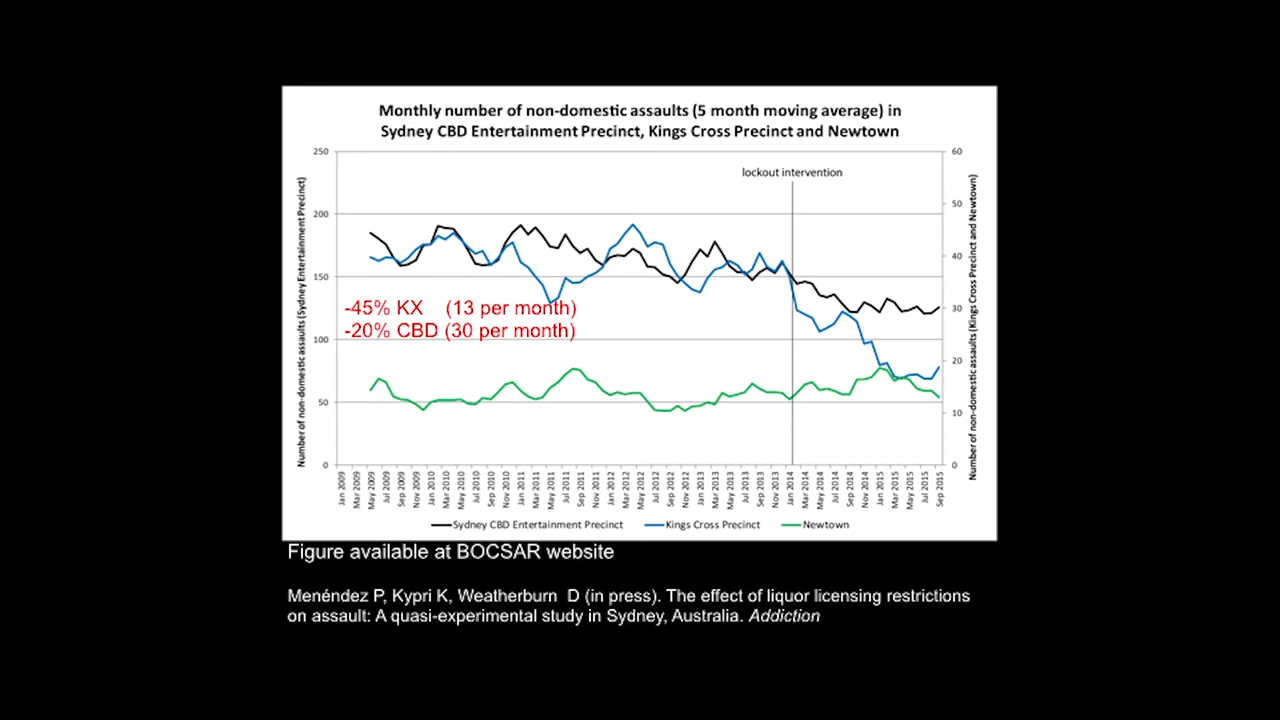 Monthly number of non-domestic assaults (5 month moving average) in
Sydney CBD Entertainment Precinct, Kings Cross Precinct and Newtown
lockout intervention
Number of non-domestic assaults (Sydney Entertainment Precinct)
250
200
150
100
50
0
-45% KX (13 per month)
-20% CBD (30 per month)
60
50
40
30
20
10
0
Number of non-domestic assaults (Kings Cross Precinct and Newtown)
Jan 2009
Mar 2009
May 2009
Jul 2009
Sep 2009
Nov 2009
Jan 2010
Mar 2010
May 2010
Jul 2010
Sep 2010
Nov 2010
Jan 2011
Mar 2011
May 2011
Jul 2011
Sep 2011
Nov 2011
Jan 2012
Mar 2012
May 2012
Jul 2012
Sep 2012
Nov 2012
Jan 2013
Mar 2013
May 2013
Jul 2013
Sep 2013
Nov 2013
Jan 2014
Mar 2014
May 2014
Jul 2014
Sep 2014
Nov 2014
Jan 2015
Mar 2015
May 2015
Jul 2015
Sep 2015
Sydney CBD Entertainment Precinct
Kings Cross Precinct
Newtown
Figure available at BOCSAR website
Menéndez P, Kypri K, Weatherburn D (in press). The effect of liquor licensing restrictions
on assault: A quasi-experimental study in Sydney, Australia. Addiction